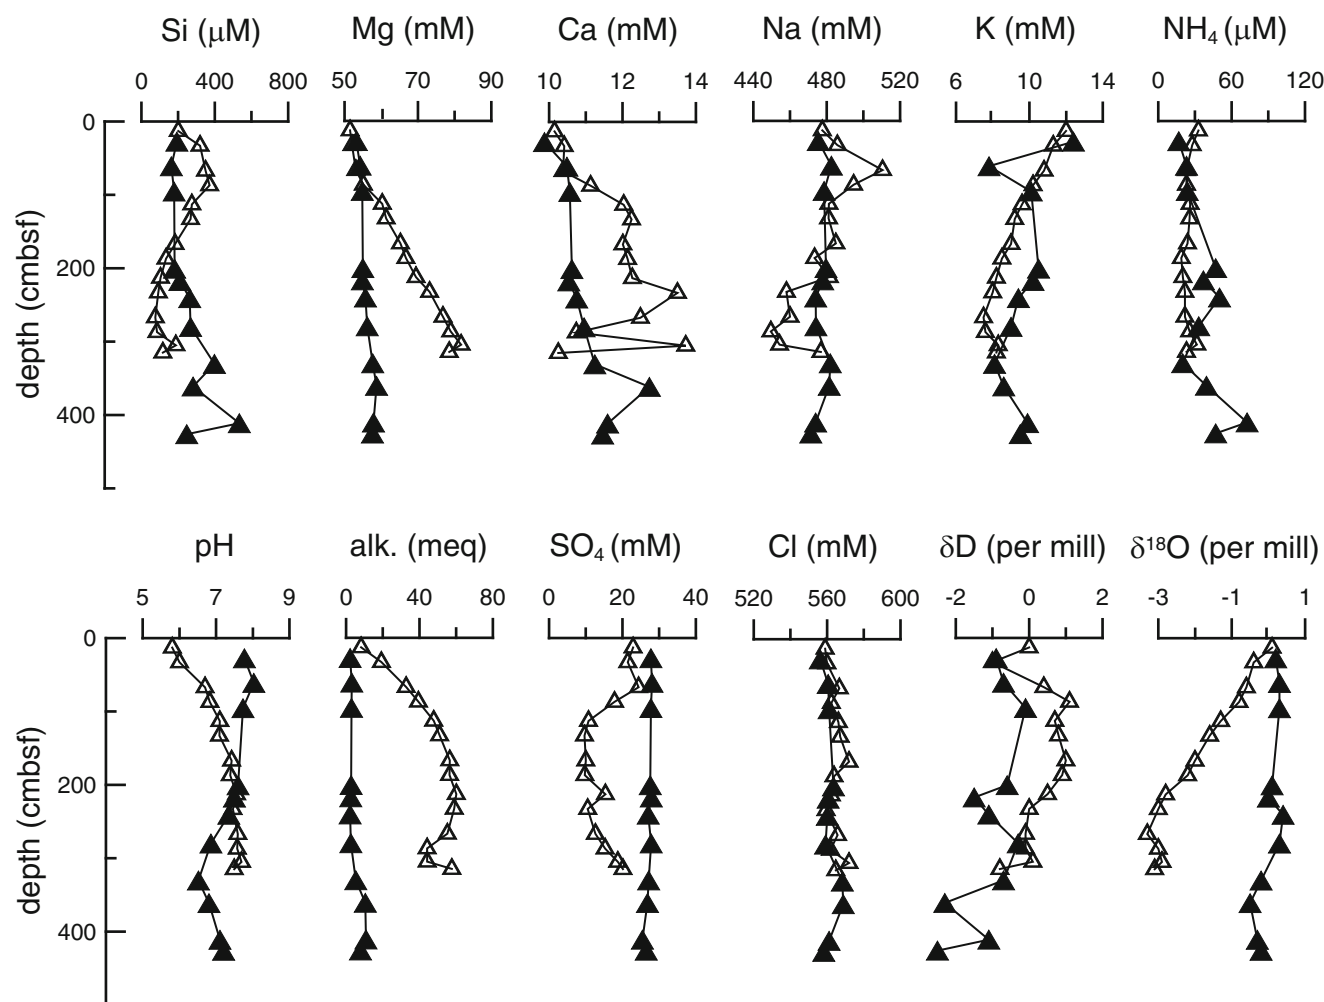 Si (μM) Mg (mM) Ca (mM) Na (mM) K (mM) NH₄ (μM)
0 400 800 50 70 90 10 12 14 440 480 520 6 10 14 0 60 120
0
200
400
depth (cmbsf)
pH alk. (meq) SO₄ (mM) Cl (mM) δD (per mill) δ¹⁸O (per mill)
5 7 9 0 40 80 0 20 40 520 560 600 -2 0 2 -3 -1 1
0
200
400
depth (cmbsf)